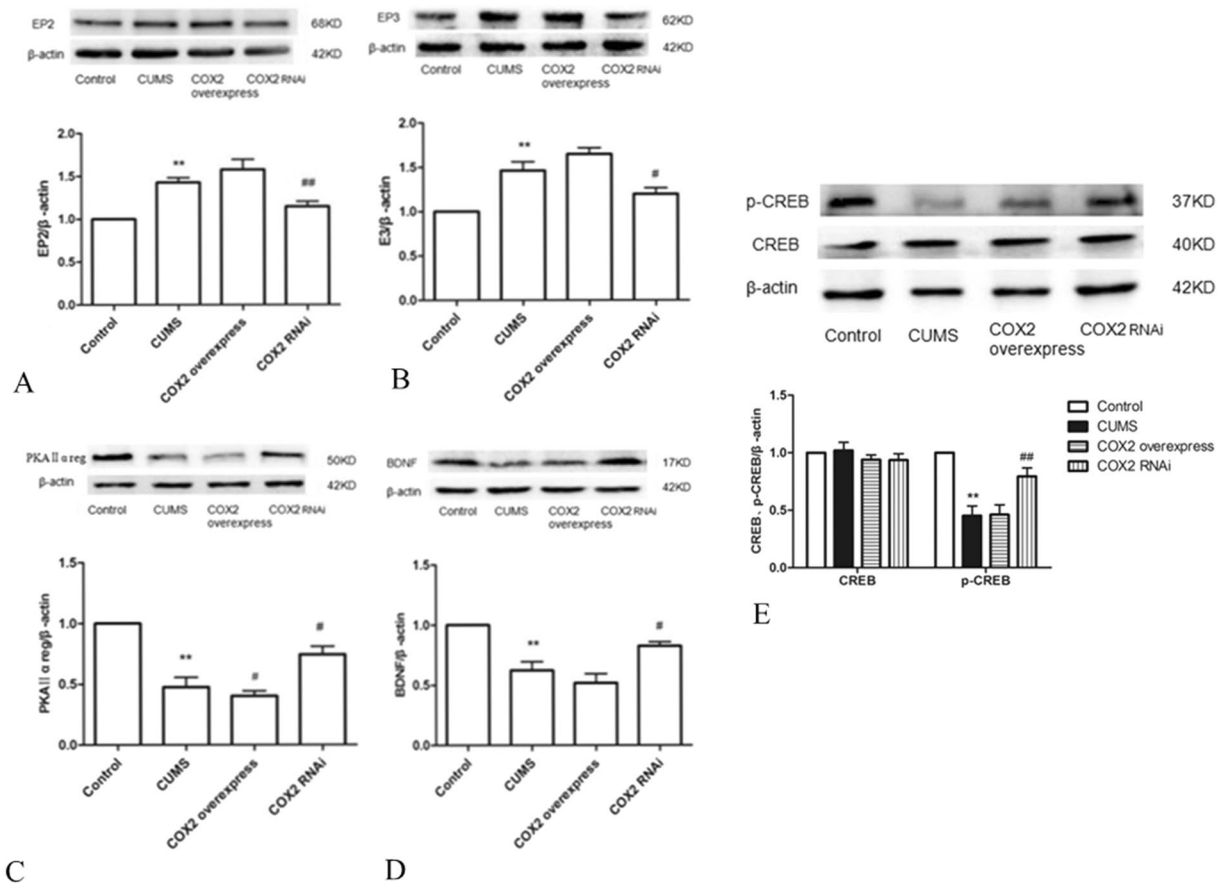 EP2 68KD
β-actin 42KD
Control CUMS COX2 overexpress COX2 RNAi
EP2/β-actin
2.0
1.5
1.0
0.5
0.0
**
##
Control
CUMS
COX2 overexpress
COX2 RNAi
A
EP3 62KD
β-actin 42KD
Control CUMS COX2 overexpress COX2 RNAi
E3/β-actin
2.0
1.5
1.0
0.5
0.0
**
#
Control
CUMS
COX2 overexpress
COX2 RNAi
B
PKAⅡαreg 50KD
β-actin 42KD
Control CUMS COX2 overexpress COX2 RNAi
PKAⅡα reg/β-actin
1.5
1.0
0.5
0.0
**
#
#
Control
CUMS
COX2 overexpress
COX2 RNAi
C
BDNF 17KD
β-actin 42KD
Control CUMS COX2 overexpress COX2 RNAi
BDNF/β-actin
1.5
1.0
0.5
0.0
**
#
Control
CUMS
COX2 overexpress
COX2 RNAi
D
p-CREB 37KD
CREB 40KD
β-actin 42KD
Control CUMS COX2 overexpress COX2 RNAi
CREB、p-CREB/β-actin
1.5
1.0
0.5
0.0
**
##
CREB p-CREB
Control
CUMS
COX2 overexpress
COX2 RNAi
E